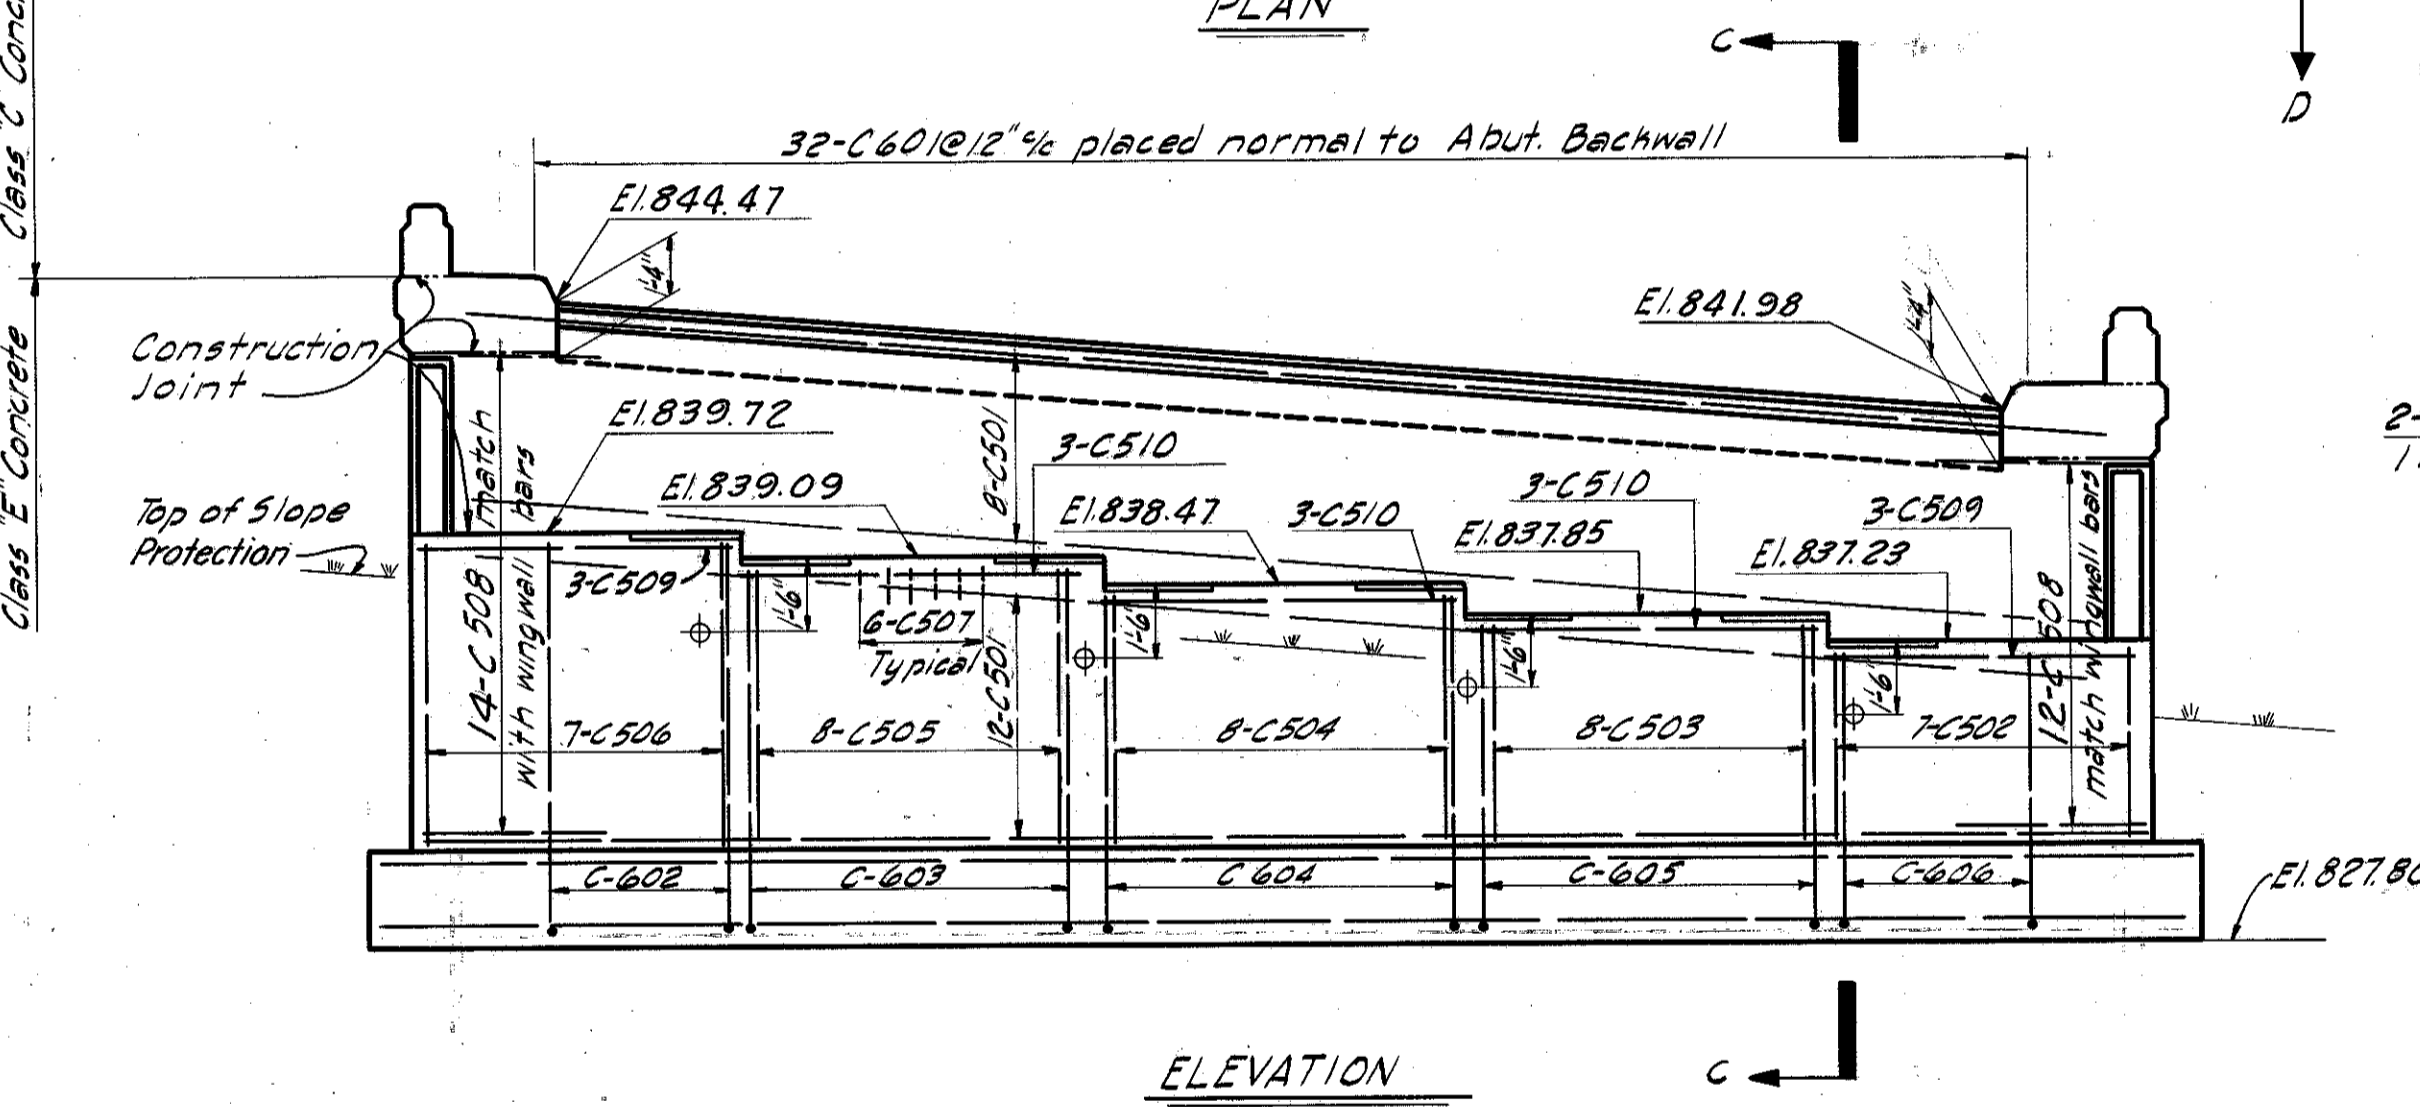 PLAN
C
D
Class "C" Conc
32-C601@12" c/c placed normal to Abut. Backwall
El.844.47
1'-4"
El.841.98
1'-4"
Construction
Joint
Class "E" Concrete
El.839.72
8-C501
3-C510
El.839.09
El.838.47
3-C510
3-C510
El.837.85
3-C509
El.837.23
Top of Slope
Protection
3-C509
1'-6"
6-C507
Typical
1'-6"
1'-6"
1'-6"
14-C508 match
with wingwall bars
12-C501
12-C508
match wingwall bars
7-C506
8-C505
8-C504
8-C503
7-C502
C-602
C-603
C 604
C-605
C-606
El.827.80
2-
ELEVATION
C